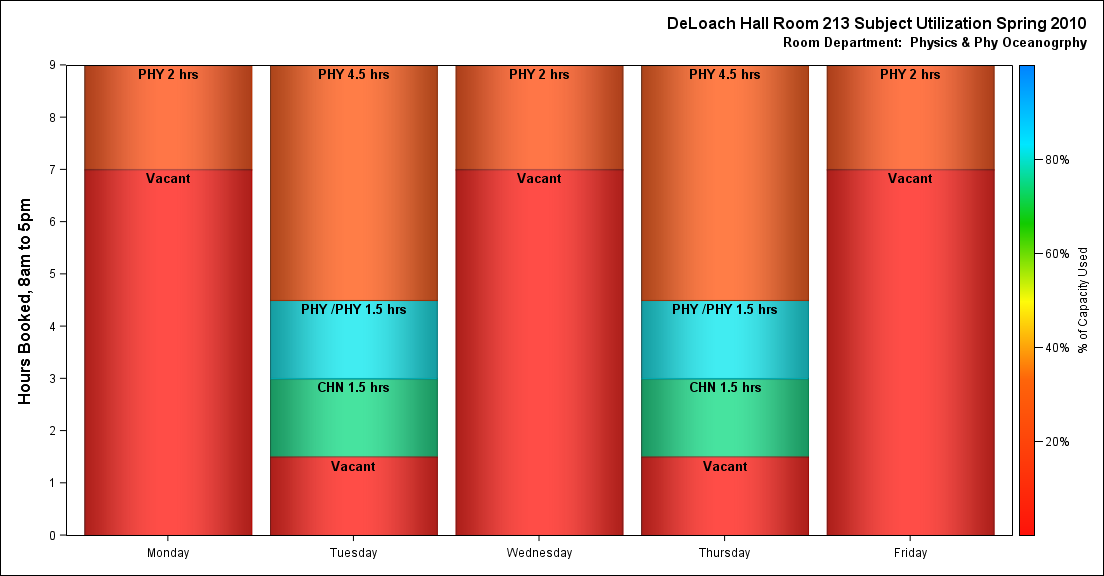 DeLoach Hall Room 213 Subject Utilization Spring 2010
Room Department:  Physics & Phy Oceanogrphy
Hours Booked, 8am to 5pm
9
8
7
6
5
4
3
2
1
0
PHY 2 hrs
Vacant
PHY 4.5 hrs
PHY /PHY 1.5 hrs
CHN 1.5 hrs
Vacant
PHY 2 hrs
Vacant
PHY 4.5 hrs
PHY /PHY 1.5 hrs
CHN 1.5 hrs
Vacant
PHY 2 hrs
Vacant
Monday
Tuesday
Wednesday
Thursday
Friday
80%
60%
40%
20%
% of Capacity Used